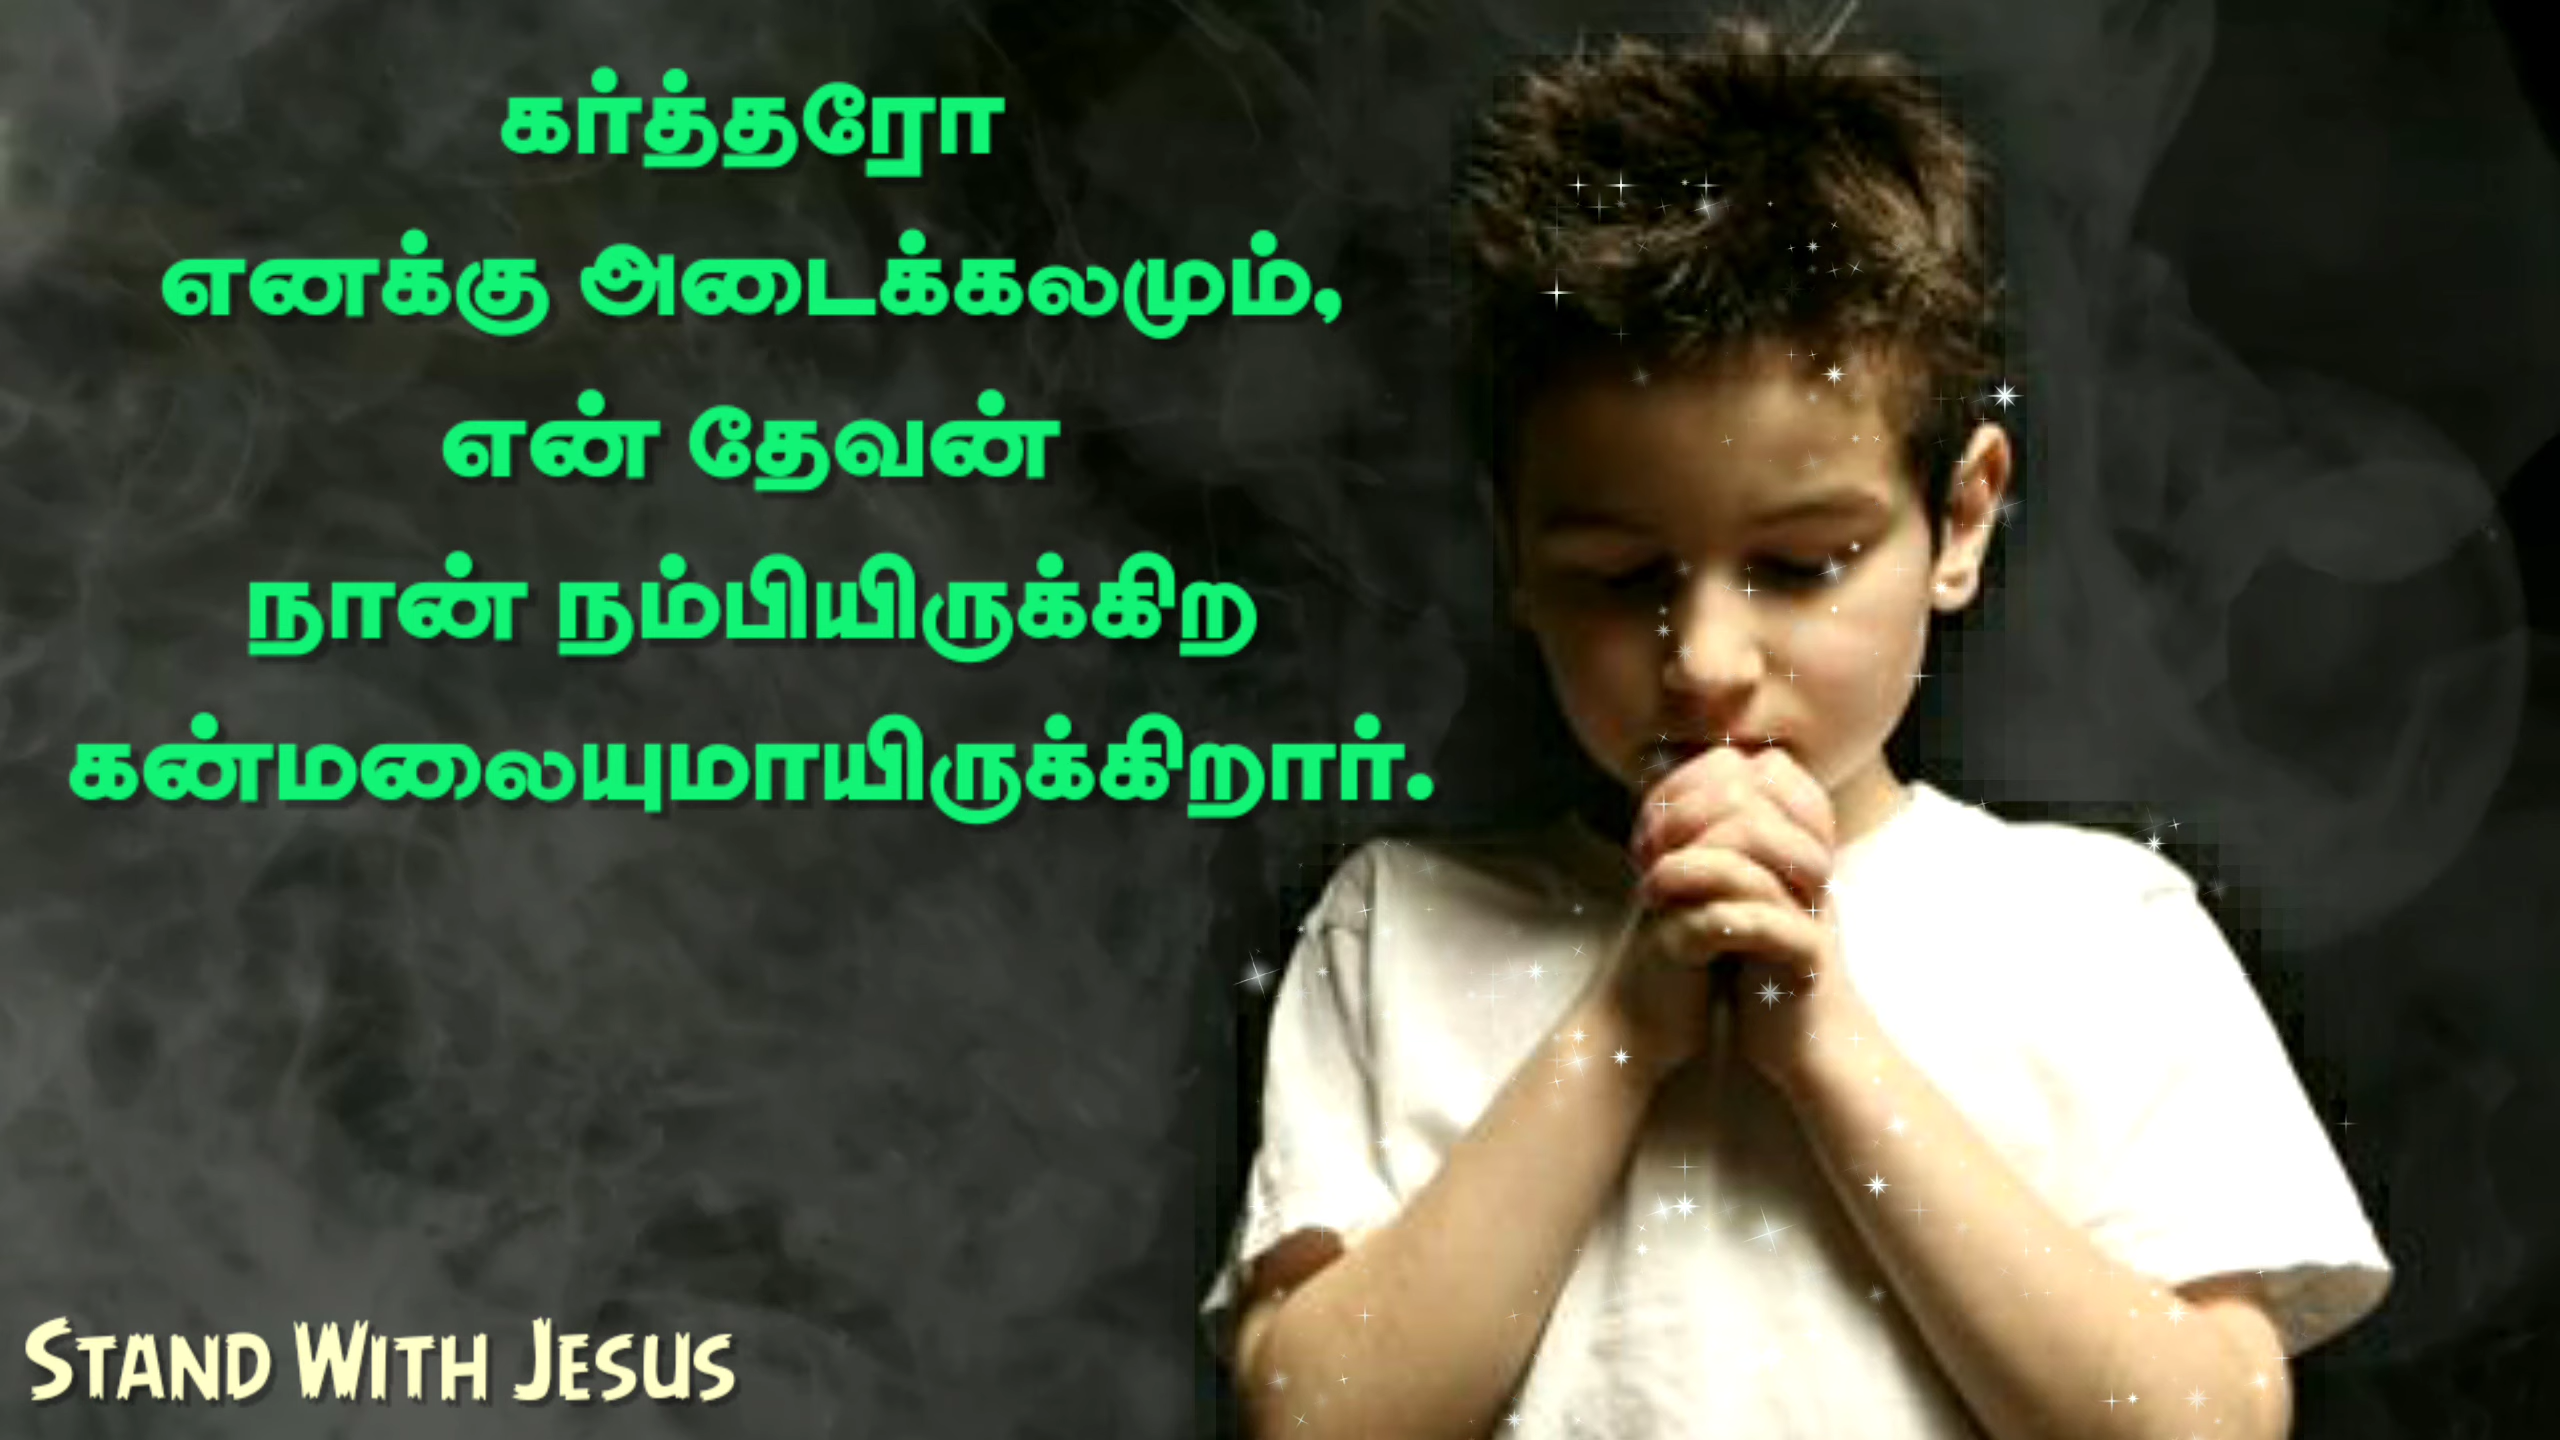 கர்த்தரோ
எனக்கு அடைக்கலமும்,
என் தேவன்
நான் நம்பியிருக்கிற
கன்மலையுமாயிருக்கிறார்.
STAND WITH JESUS